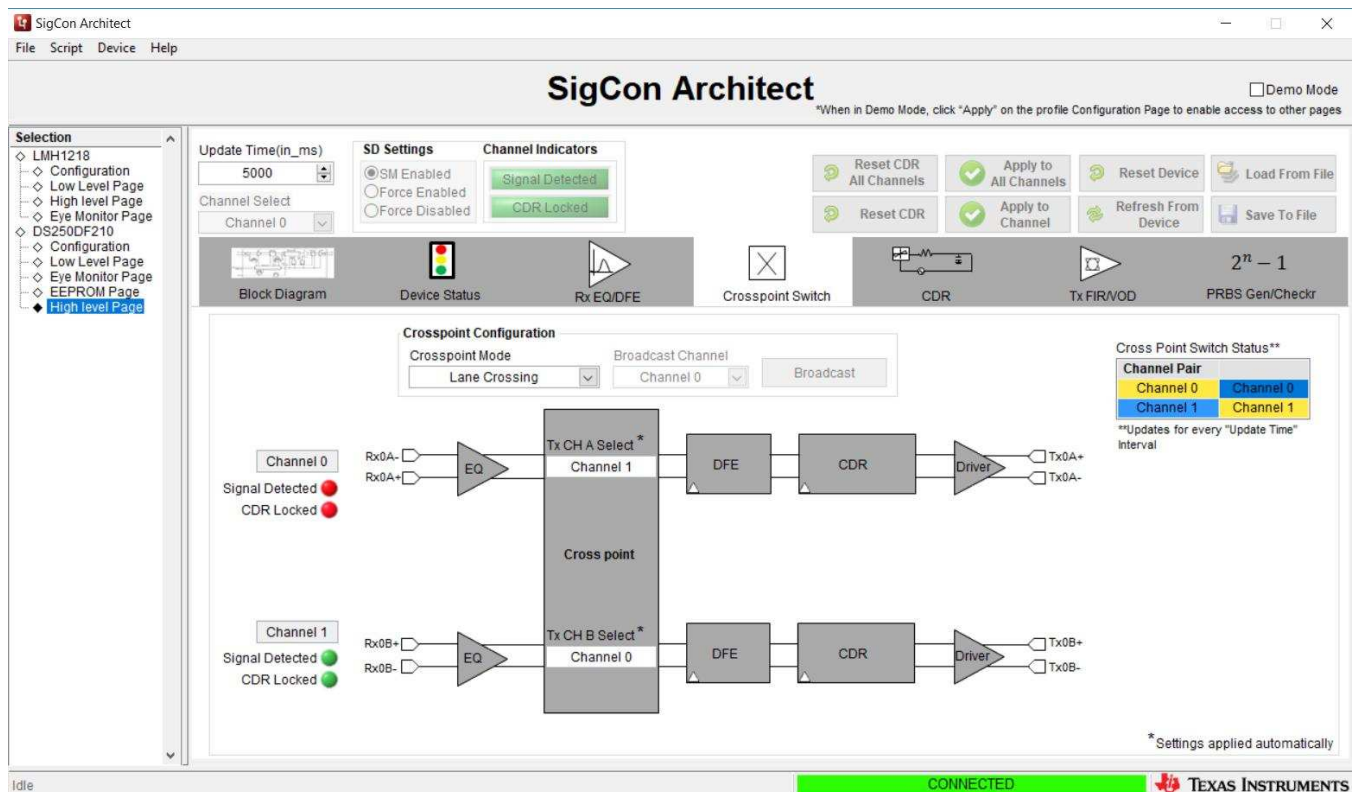 SigCon Architect
File Script Device Help
SigCon Architect
Demo Mode
*When in Demo Mode, click "Apply" on the profile Configuration Page to enable access to other pages
Selection
LMH1218
Configuration
Low Level Page
High level Page
Eye Monitor Page
DS250DF210
Configuration
Low Level Page
Eye Monitor Page
EEPROM Page
High level Page
Update Time(in_ms)
5000
Channel Select
Channel 0
SD Settings
SM Enabled
Force Enabled
Force Disabled
Channel Indicators
Signal Detected
CDR Locked
Reset CDR
All Channels
Apply to
All Channels
Reset Device
Load From File
Reset CDR
Apply to
Channel
Refresh From
Device
Save To File
Block Diagram
Device Status
Rx EQ/DFE
Crosspoint Switch
CDR
Tx FIR/VOD
2ⁿ − 1
PRBS Gen/Checkr
Crosspoint Configuration
Crosspoint Mode
Lane Crossing
Broadcast Channel
Channel 0
Broadcast
Cross Point Switch Status**
Channel Pair
Channel 0 Channel 0
Channel 1 Channel 1
**Updates for every "Update Time"
Interval
Channel 0
Signal Detected
CDR Locked
Rx0A-
Rx0A+
EQ
Tx CH A Select *
Channel 1
DFE
CDR
Driver
Tx0A+
Tx0A-
Cross point
Channel 1
Signal Detected
CDR Locked
Rx0B+
Rx0B-
EQ
Tx CH B Select *
Channel 0
DFE
CDR
Driver
Tx0B+
Tx0B-
*Settings applied automatically
Idle
CONNECTED
TEXAS INSTRUMENTS